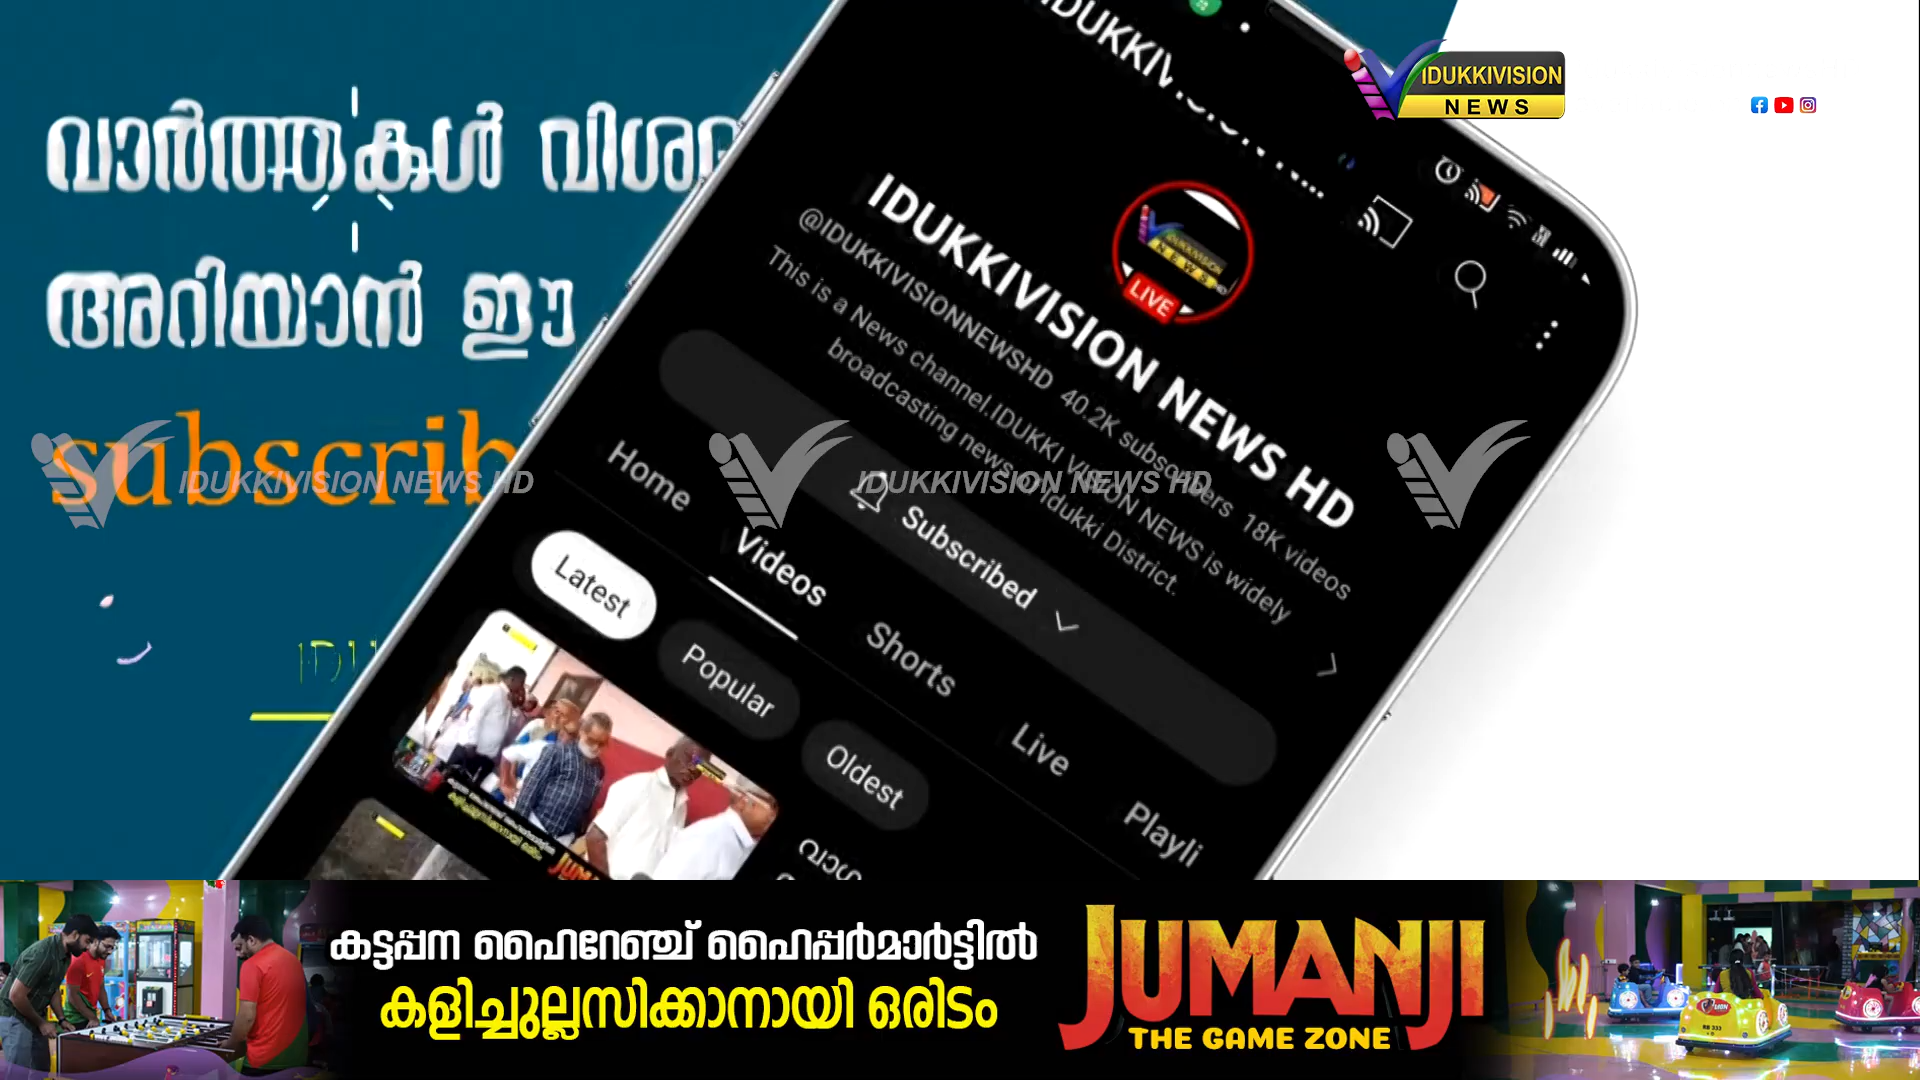 വാർത്തകൾ
അറിയാൻ ഈ
IDUKKIVISION
NEWS
IDUKKIVISION NEWS HD
@IDUKKIVISIONNEWSHD 40.2K subscribers 18K videos
This is a News channel.IDUKKI VISION NEWS is widely
broadcasting news of Idukki District.
LIVE
Subscribed
Home
Videos
Shorts
Live
Playli
Latest
Popular
Oldest
IDUKKIVISION NEWS HD
IDUKKIVISION NEWS HD
കട്ടപ്പന ഹൈറേഞ്ച് ഹൈപ്പർമാർട്ടിൽ
കളിച്ചുല്ലസിക്കാനായി ഒരിടം
JUMANJI
THE GAME ZONE